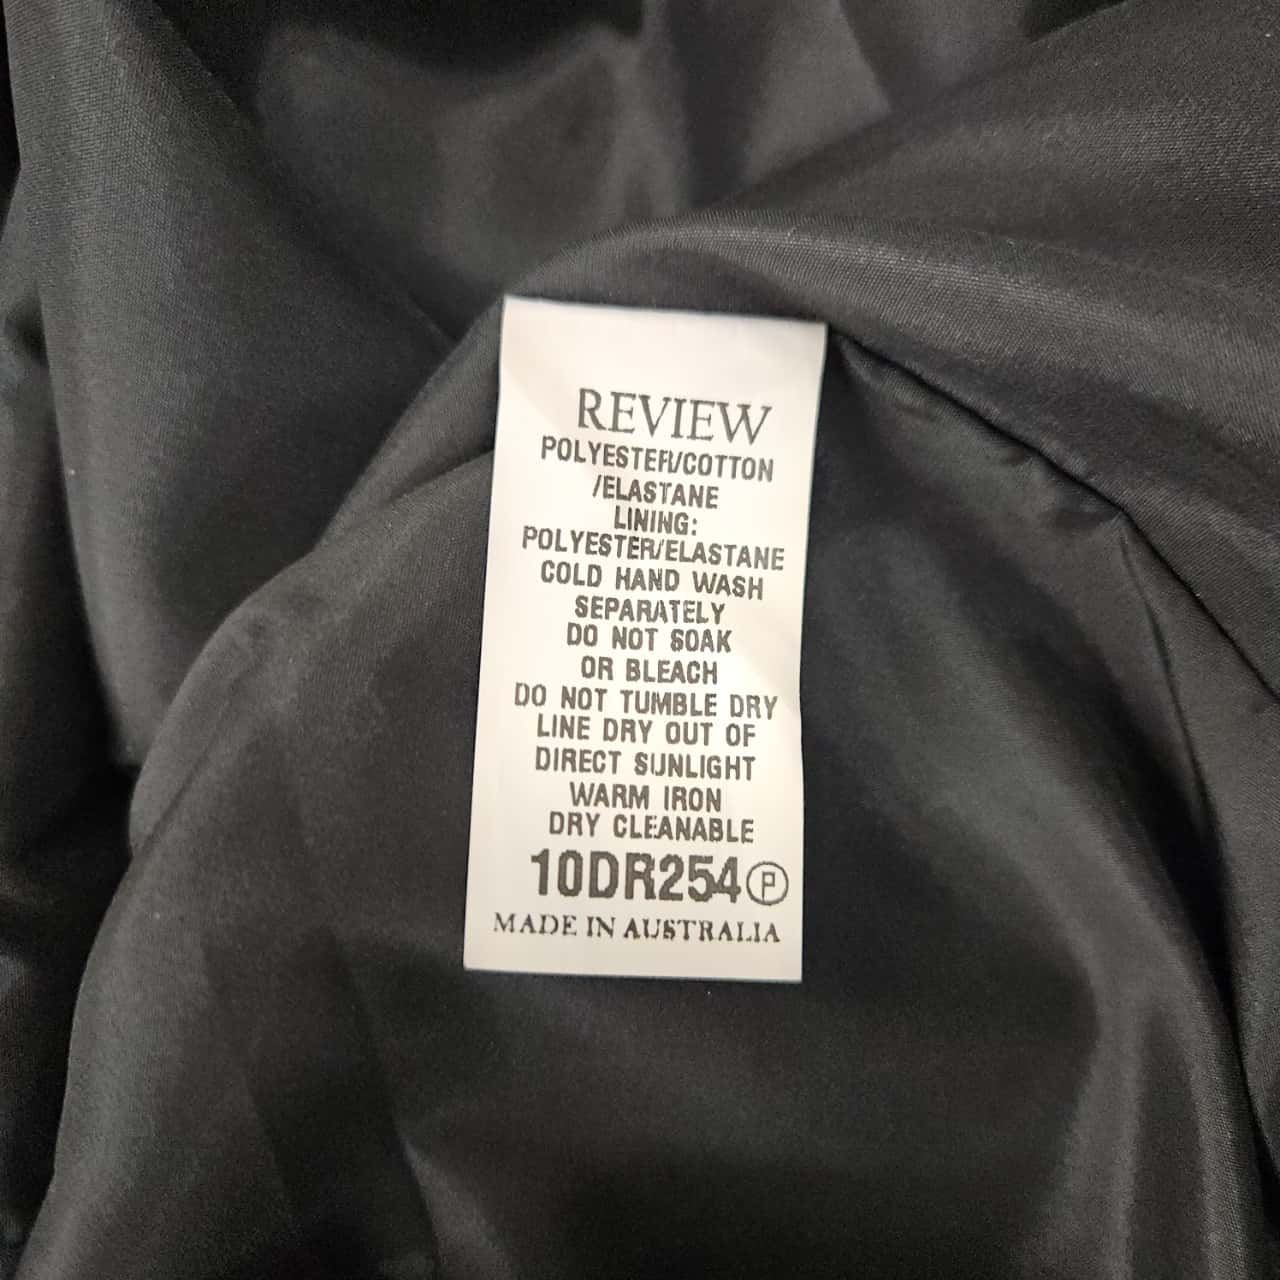 REVIEW
POLYESTER/COTTON
/ELASTANE
LINING:
POLYESTER/ELASTANE
COLD HAND WASH
SEPARATELY
DO NOT SOAK
OR BLEACH
DO NOT TUMBLE DRY
LINE DRY OUT OF
DIRECT SUNLIGHT
WARM IRON
DRY CLEANABLE
10DR254 Ⓟ
MADE IN AUSTRALIA